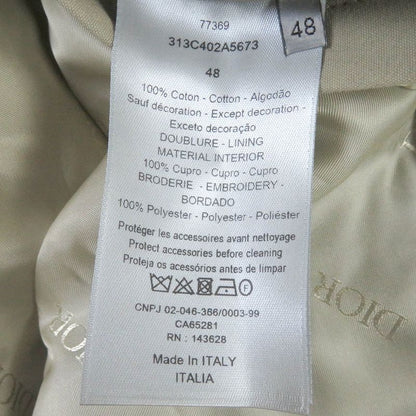 77369
313C402A5673
48
48
100% Coton - Cotton - Algodão
Sauf décoration - Except decoration -
Exceto decoração
DOUBLURE - LINING
MATERIAL INTERIOR
100% Cupro - Cupro - Cupro
BRODERIE - EMBROIDERY -
BORDADO
100% Polyester - Polyester - Poliéster
Protéger les accessoires avant nettoyage
Protect accessories before cleaning
Proteja os acessórios antes de limpar
CNPJ 02-046-386/0003-99
CA65281
RN : 143628
Made In ITALY
ITALIA
DIOR
DIOR
DIOR